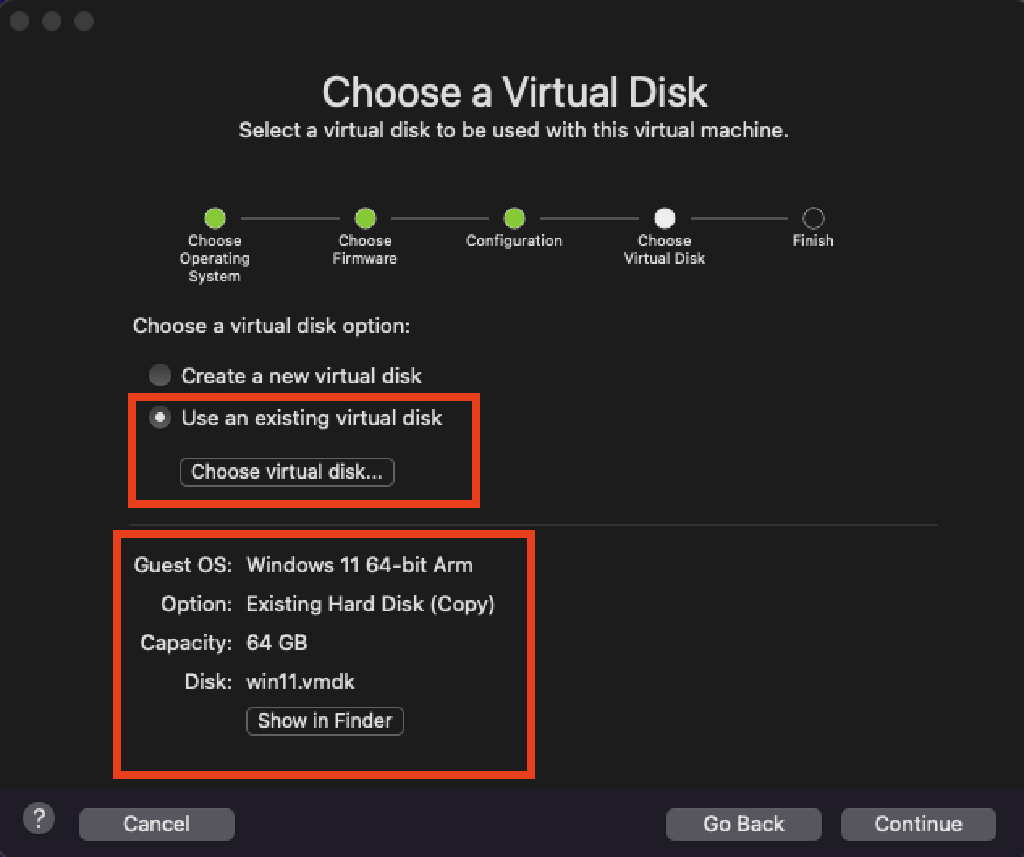 Choose a Virtual Disk
Select a virtual disk to be used with this virtual machine.
Choose
Operating
System
Choose
Firmware
Configuration
Choose
Virtual Disk
Finish
Choose a virtual disk option:
Create a new virtual disk
Use an existing virtual disk
Choose virtual disk...
Guest OS: Windows 11 64-bit Arm
Option: Existing Hard Disk (Copy)
Capacity: 64 GB
Disk: win11.vmdk
Show in Finder
? Cancel Go Back Continue